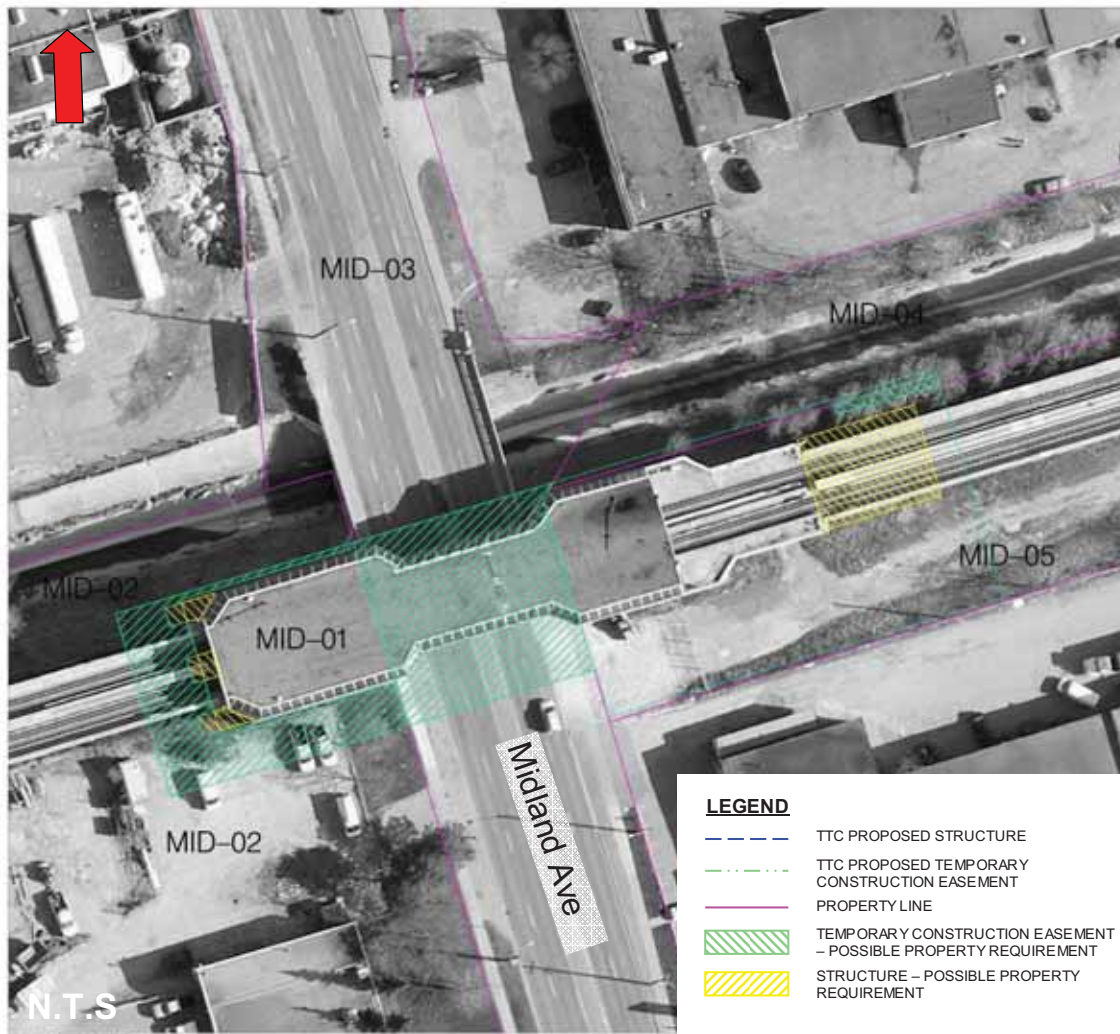 MID-03
MID-04
MID-02
MID-05
MID-01
Midland Ave
MID-02
N.T.S
LEGEND
TTC PROPOSED STRUCTURE
TTC PROPOSED TEMPORARY
CONSTRUCTION EASEMENT
PROPERTY LINE
TEMPORARY CONSTRUCTION EASEMENT
– POSSIBLE PROPERTY REQUIREMENT
STRUCTURE – POSSIBLE PROPERTY
REQUIREMENT